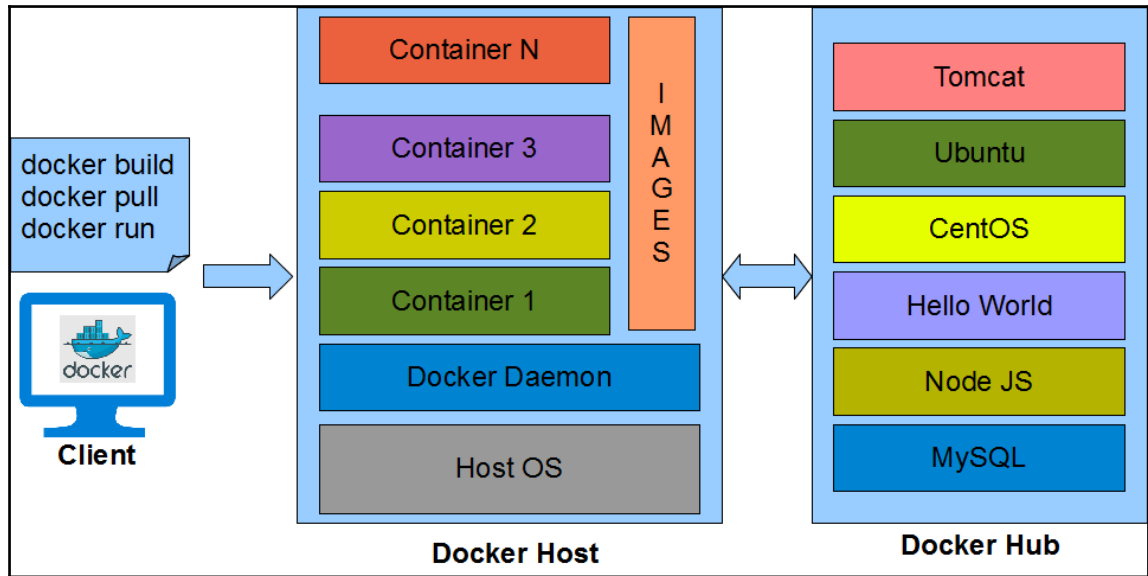 docker build
docker pull
docker run
docker
Client
Container N
Container 3
Container 2
Container 1
I
M
A
G
E
S
Docker Daemon
Host OS
Docker Host
Tomcat
Ubuntu
CentOS
Hello World
Node JS
MySQL
Docker Hub